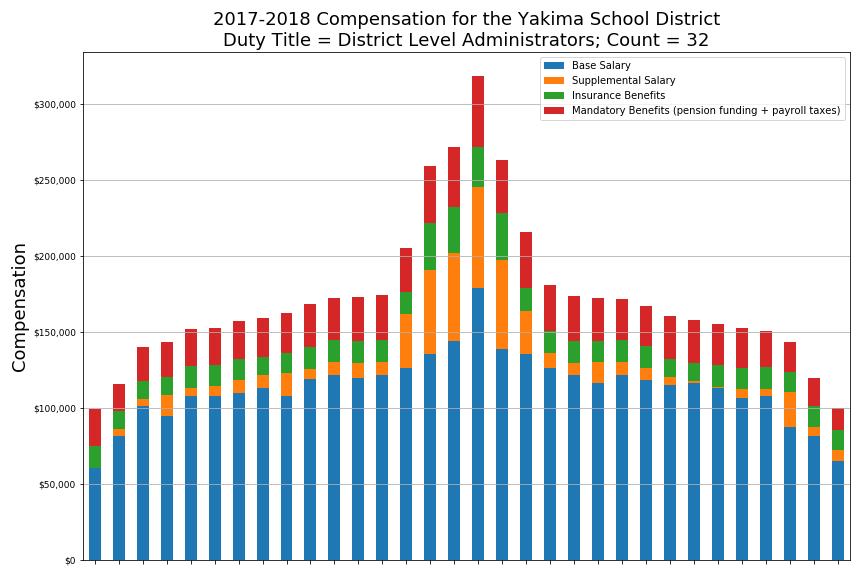 2017-2018 Compensation for the Yakima School District
Duty Title = District Level Administrators; Count = 32
Base Salary
Supplemental Salary
Insurance Benefits
Mandatory Benefits (pension funding + payroll taxes)
Compensation
$300,000
$250,000
$200,000
$150,000
$100,000
$50,000
$0